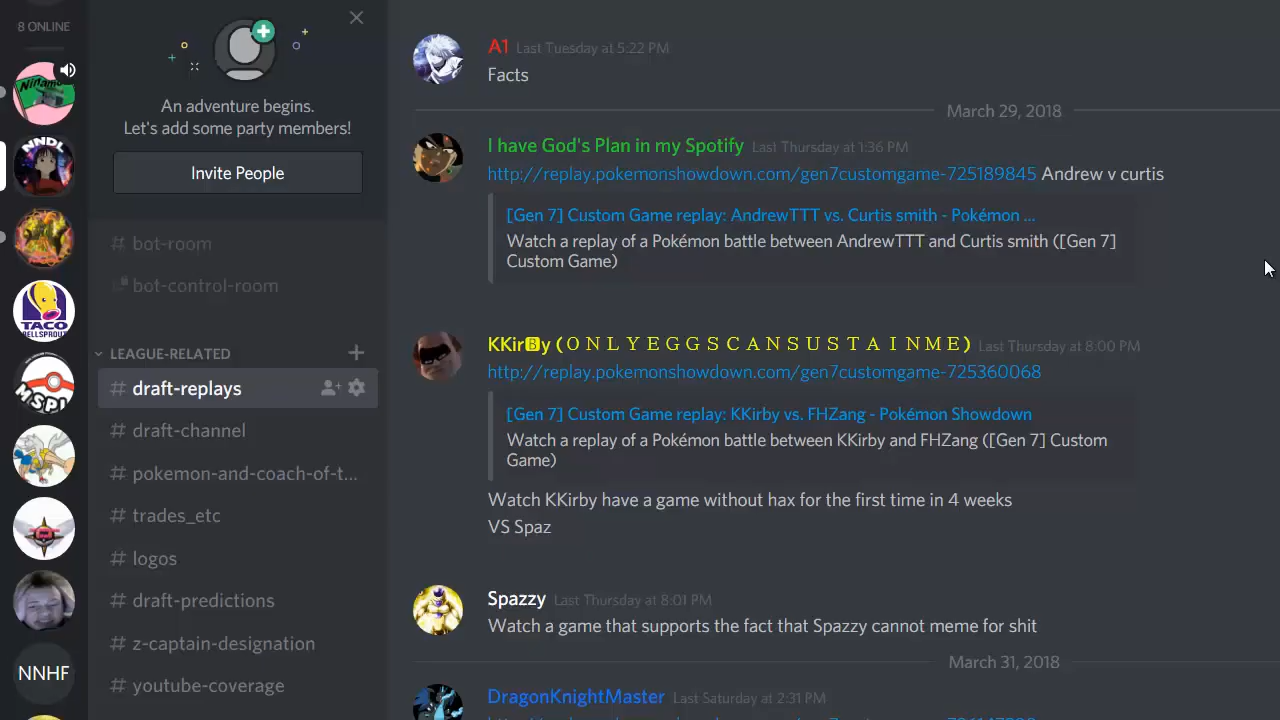 8 ONLINE
Nintamo
NNDL
TACO
BELLSPROUT
MSPL
NNHF
An adventure begins.
Let's add some party members!
Invite People
# bot-room
bot-control-room
LEAGUE-RELATED
# draft-replays
# draft-channel
# pokemon-and-coach-of-t...
# trades_etc
# logos
# draft-predictions
# z-captain-designation
# youtube-coverage
A1 Last Tuesday at 5:22 PM
Facts
March 29, 2018
I have God's Plan in my Spotify Last Thursday at 1:36 PM
http://replay.pokemonshowdown.com/gen7customgame-725189845 Andrew v curtis
[Gen 7] Custom Game replay: AndrewTTT vs. Curtis smith - Pokémon ...
Watch a replay of a Pokémon battle between AndrewTTT and Curtis smith ([Gen 7]
Custom Game)
KKir🅱y (ＯＮＬＹＥＧＧＳＣＡＮＳＵＳＴＡＩＮＭＥ) Last Thursday at 8:00 PM
http://replay.pokemonshowdown.com/gen7customgame-725360068
[Gen 7] Custom Game replay: KKirby vs. FHZang - Pokémon Showdown
Watch a replay of a Pokémon battle between KKirby and FHZang ([Gen 7] Custom
Game)
Watch KKirby have a game without hax for the first time in 4 weeks
VS Spaz
Spazzy Last Thursday at 8:01 PM
Watch a game that supports the fact that Spazzy cannot meme for shit
March 31, 2018
DragonKnightMaster Last Saturday at 2:31 PM